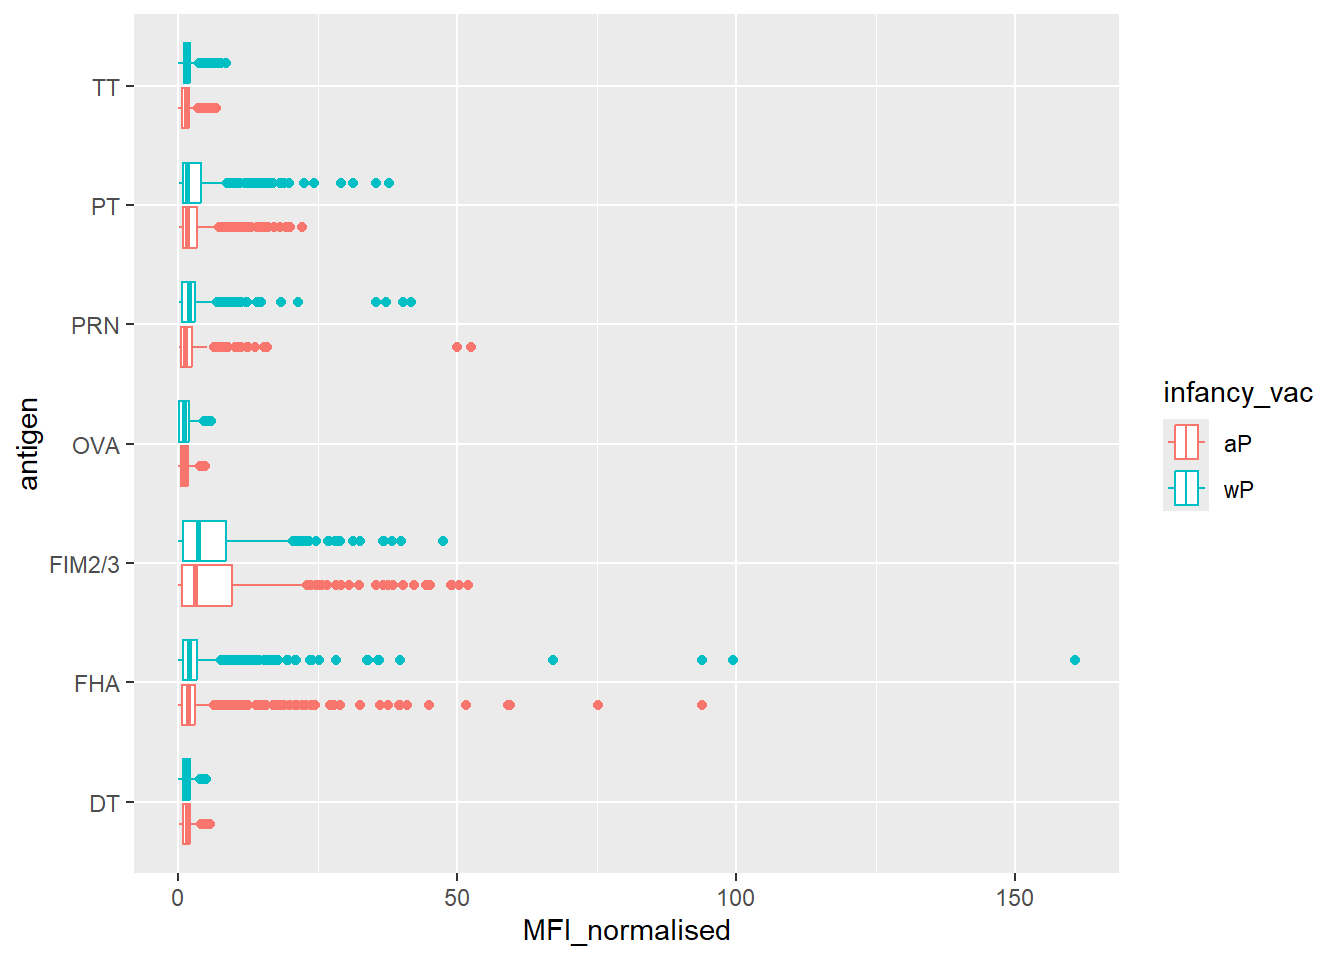 TT
PT
PRN
OVA
FIM2/3
FHA
DT
antigen
0 50 100 150
MFI_normalised
infancy_vac
aP
wP